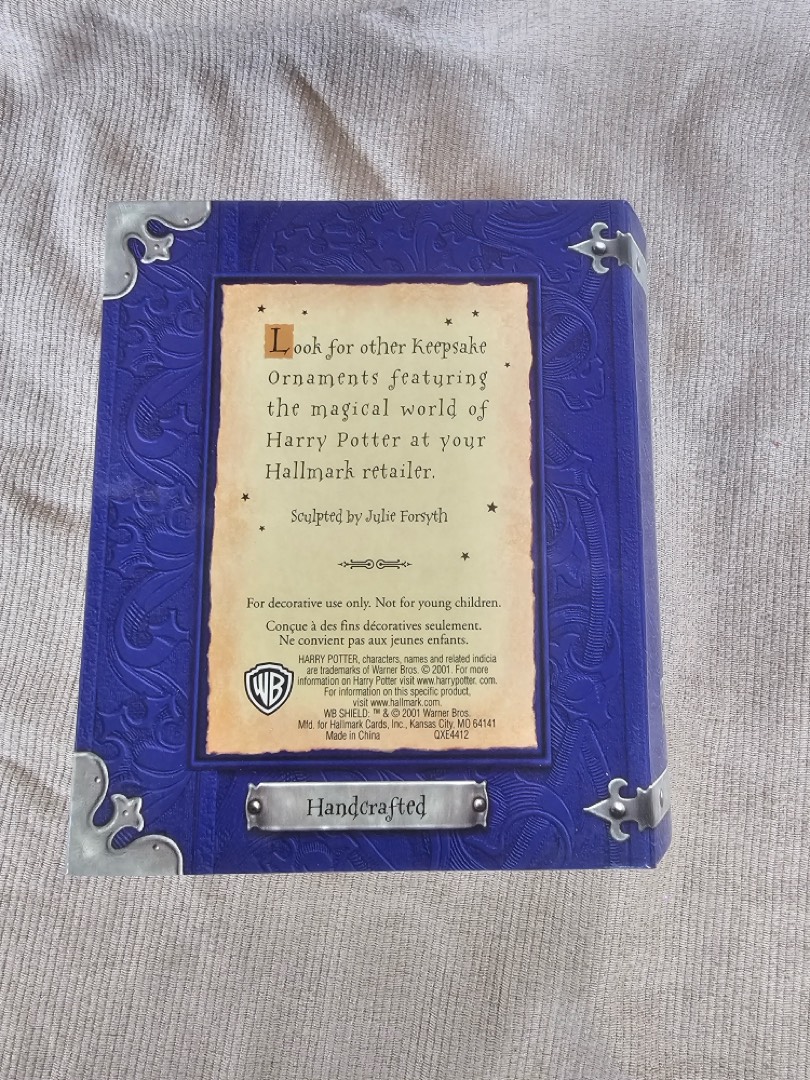 Look for other Keepsake
Ornaments featuring
the magical world of
Harry Potter at your
Hallmark retailer.
Sculpted by Julie Forsyth
For decorative use only. Not for young children.
Conçue à des fins décoratives seulement.
Ne convient pas aux jeunes enfants.
WB
HARRY POTTER, characters, names and related indicia
are trademarks of Warner Bros. © 2001. For more
information on Harry Potter visit www.harrypotter. com.
For information on this specific product,
visit www.hallmark.com.
WB SHIELD: ™ & © 2001 Warner Bros.
Mfd. for Hallmark Cards, Inc., Kansas City, MO 64141
Made in China QXE4412
Handcrafted